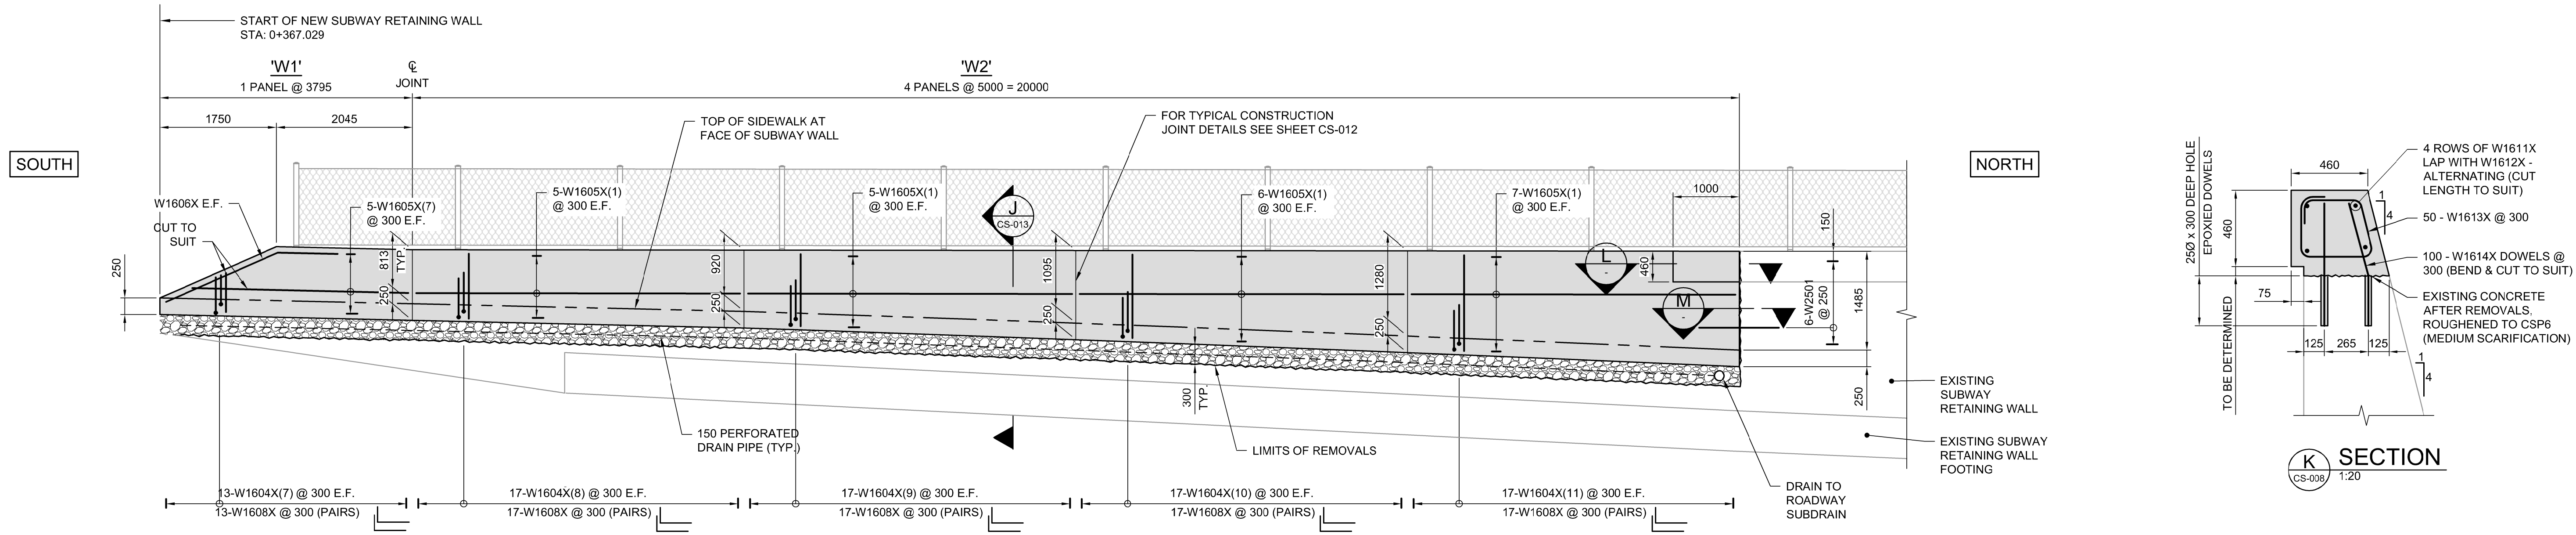 START OF NEW SUBWAY RETAINING WALL
STA: 0+367.029
'W1'
1 PANEL @ 3795
℄
JOINT
'W2'
4 PANELS @ 5000 = 20000
1750
2045
TOP OF SIDEWALK AT
FACE OF SUBWAY WALL
FOR TYPICAL CONSTRUCTION
JOINT DETAILS SEE SHEET CS-012
SOUTH
NORTH
W1606X E.F.
CUT TO
SUIT
5-W1605X(7)
@ 300 E.F.
5-W1605X(1)
@ 300 E.F.
5-W1605X(1)
@ 300 E.F.
J
CS-013
6-W1605X(1)
@ 300 E.F.
7-W1605X(1)
@ 300 E.F.
1000
150
250
813
TYP.
250
920
250
1095
250
1280
250
L
-
460
M
-
6-W2501
@ 250
1485
250
300
TYP.
150 PERFORATED
DRAIN PIPE (TYP.)
LIMITS OF REMOVALS
EXISTING
SUBWAY
RETAINING WALL
EXISTING SUBWAY
RETAINING WALL
FOOTING
DRAIN TO
ROADWAY
SUBDRAIN
13-W1604X(7) @ 300 E.F.
13-W1608X @ 300 (PAIRS)
17-W1604X(8) @ 300 E.F.
17-W1608X @ 300 (PAIRS)
17-W1604X(9) @ 300 E.F.
17-W1608X @ 300 (PAIRS)
17-W1604X(10) @ 300 E.F.
17-W1608X @ 300 (PAIRS)
17-W1604X(11) @ 300 E.F.
17-W1608X @ 300 (PAIRS)
25Ø x 300 DEEP HOLE
EPOXIED DOWELS
TO BE DETERMINED
460
460
75
125
265
125
1
4
1
4
4 ROWS OF W1611X
LAP WITH W1612X -
ALTERNATING (CUT
LENGTH TO SUIT)
50 - W1613X @ 300
100 - W1614X DOWELS @
300 (BEND & CUT TO SUIT)
EXISTING CONCRETE
AFTER REMOVALS,
ROUGHENED TO CSP6
(MEDIUM SCARIFICATION)
K
CS-008
SECTION
1:20